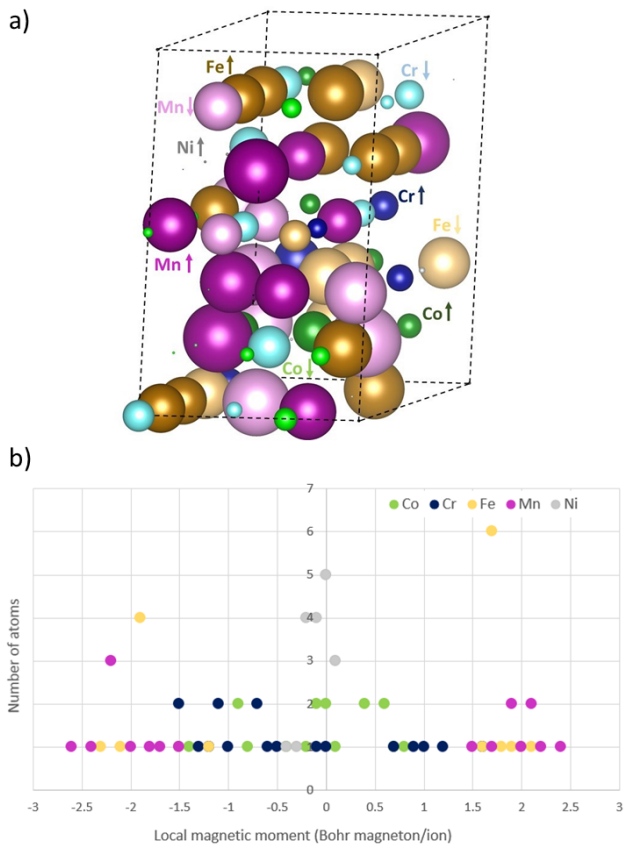 a)
Fe↑
Cr↓
Mn↓
Ni↑
Cr↑
Fe↓
Mn↑
Co↑
Co↓
b)
7
Co Cr Fe Mn Ni
6
5
4
3
2
1
0
-3 -2.5 -2 -1.5 -1 -0.5 0 0.5 1 1.5 2 2.5 3
Number of atoms
Local magnetic moment (Bohr magneton/ion)